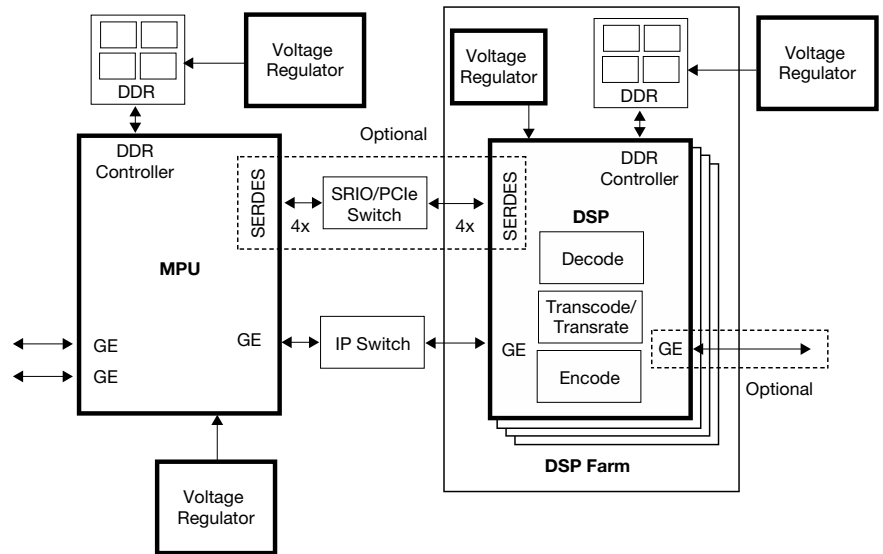 DDR
Voltage
Regulator
Voltage
Regulator
DDR
Voltage
Regulator
Optional
DDR
Controller
SERDES
4x
SRIO/PCIe
Switch
4x
SERDES
DDR
Controller
DSP
MPU
Decode
Transcode/
Transrate
Encode
GE
GE
GE
IP Switch
GE
GE
Optional
DSP Farm
Voltage
Regulator